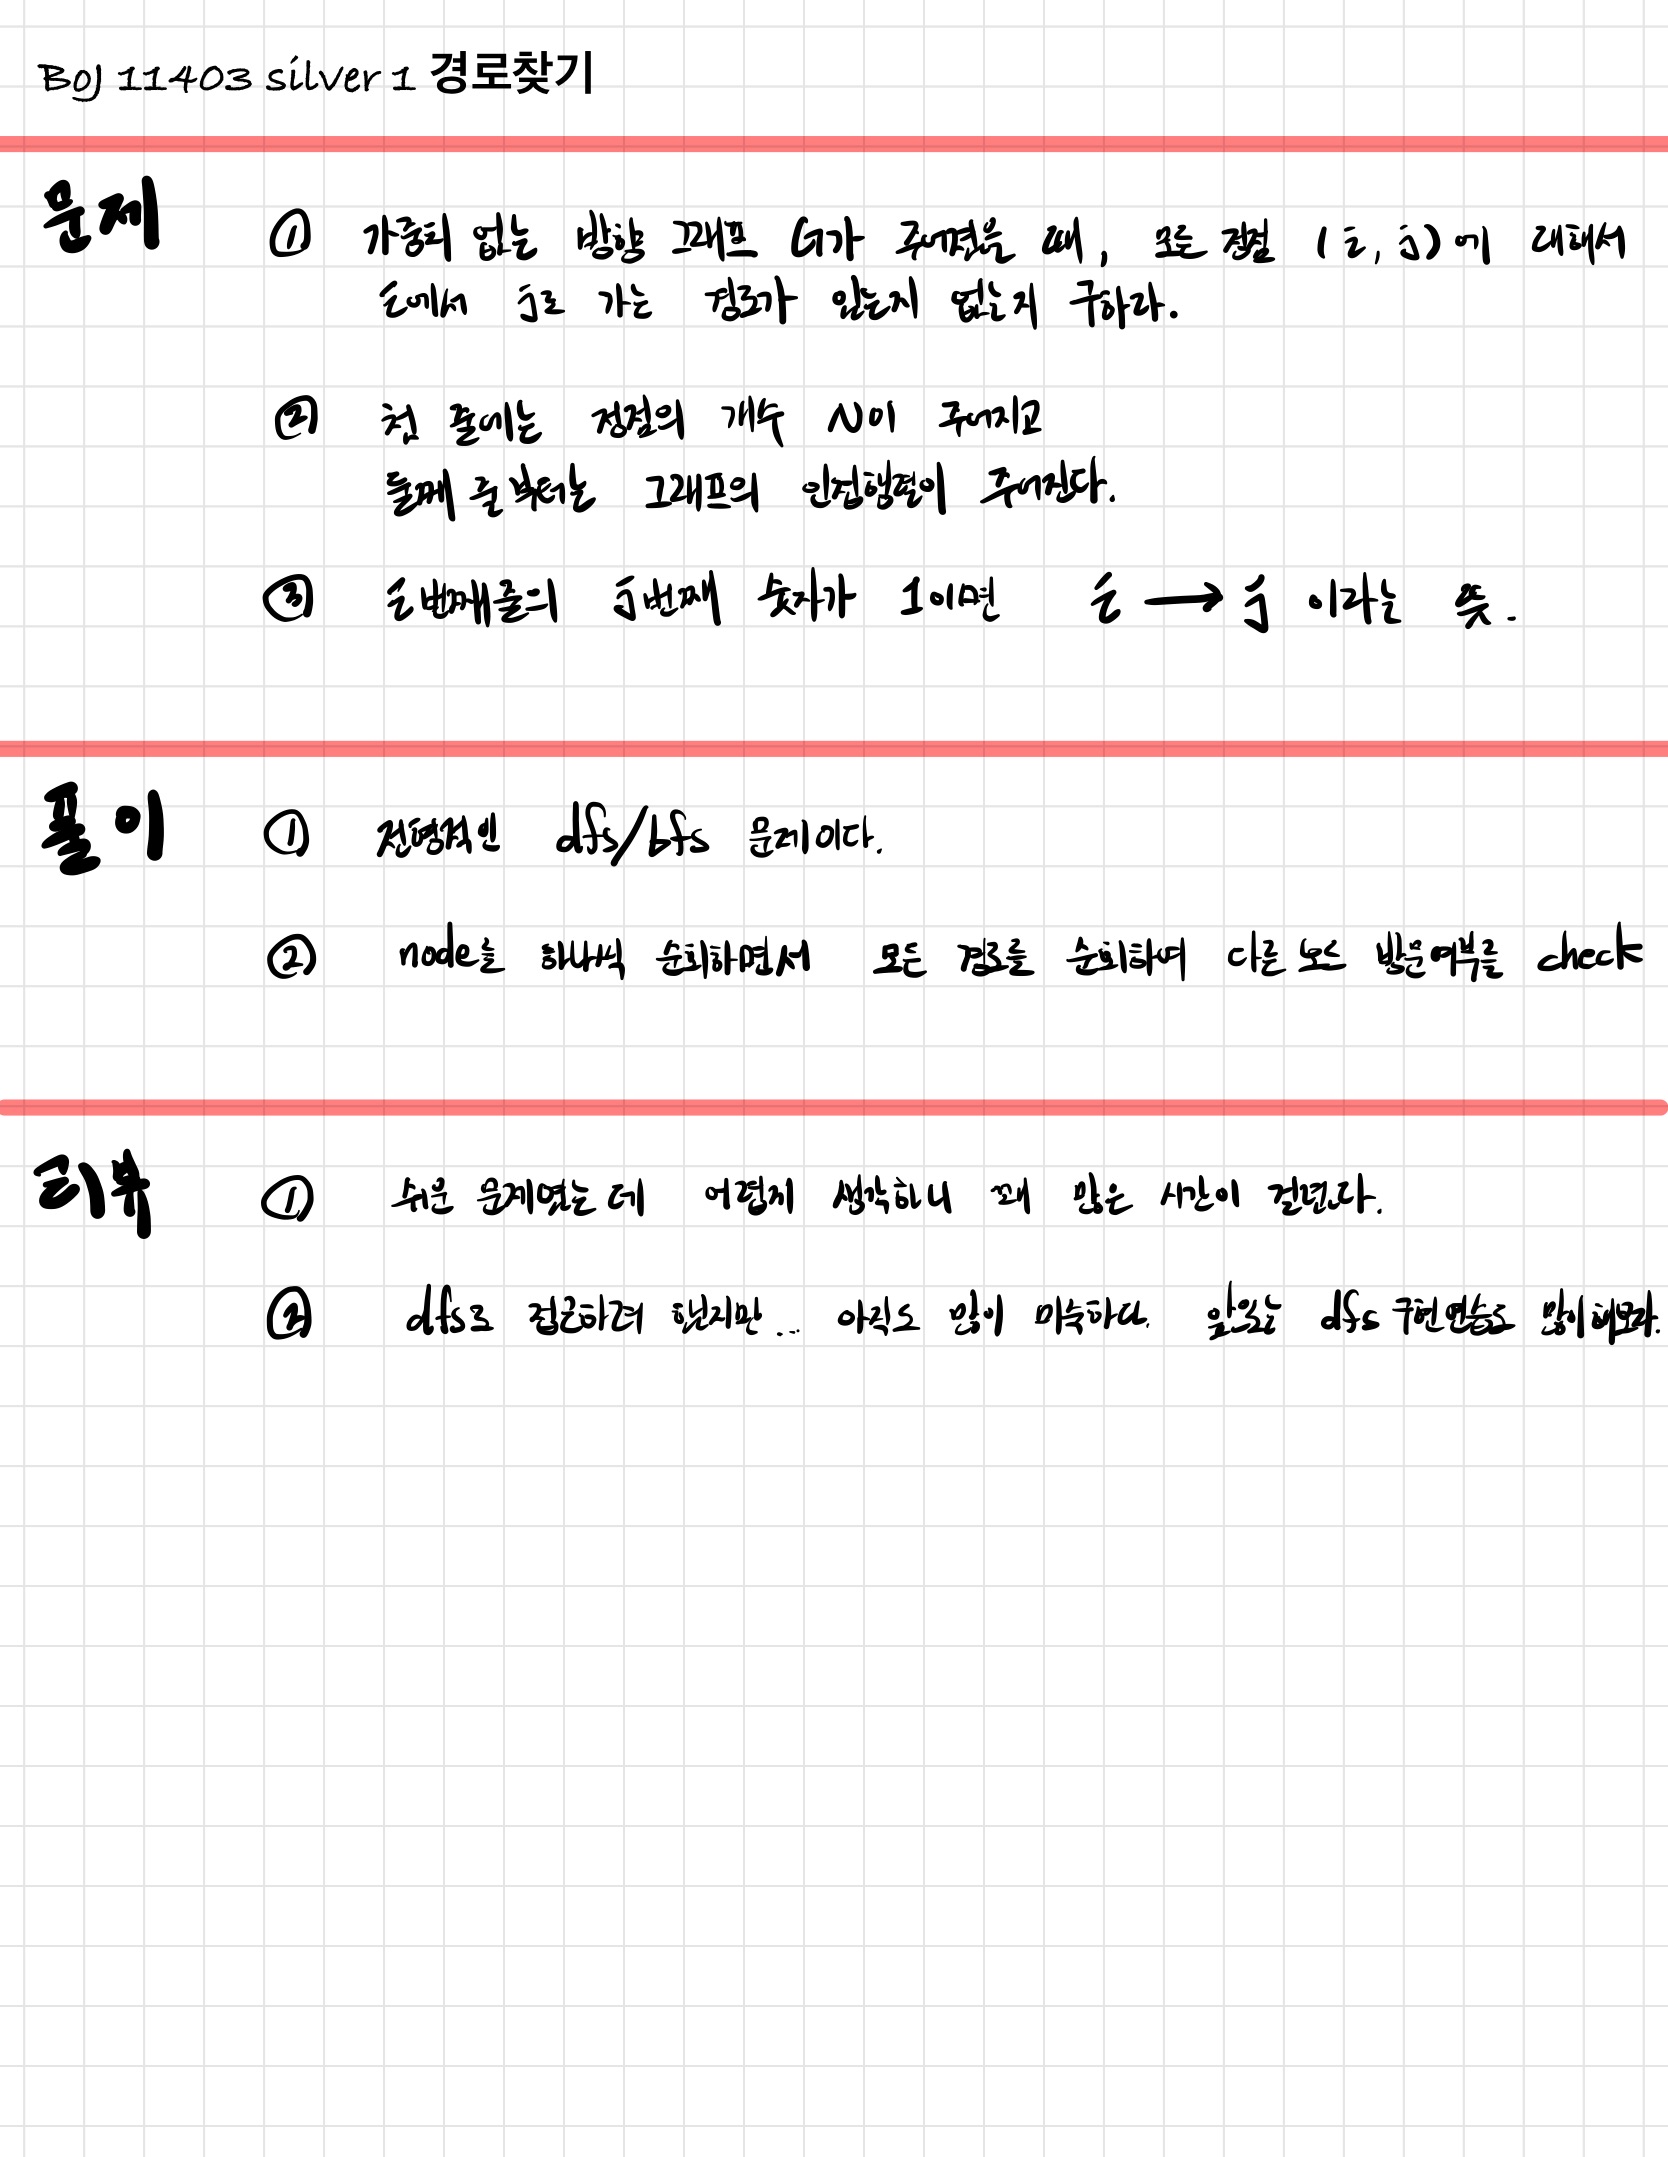 BOJ 11403 silver 1 경로찾기
문제
① 가중치 없는 방향 그래프 G가 주어졌을 때, 모든 정점 (i, j)에 대해서
i에서 j로 가는 경로가 있는지 없는지 구하라.
② 첫 줄에는 정점의 개수 N이 주어지고
둘째 줄부터는 그래프의 인접행렬이 주어진다.
③ i번째줄의 j번째 숫자가 1이면 i → j 이라는 뜻.
풀이
① 전형적인 dfs/bfs 문제이다.
② node를 하나씩 순회하면서 모든 경로를 순회하며 다른 노드 방문여부를 check
리뷰
① 쉬운 문제였는데 어렵게 생각하니 꽤 많은 시간이 걸렸다.
② dfs로 접근하려 했지만... 아직도 많이 미숙하다. 앞으로는 dfs 구현 연습도 많이 해보자.